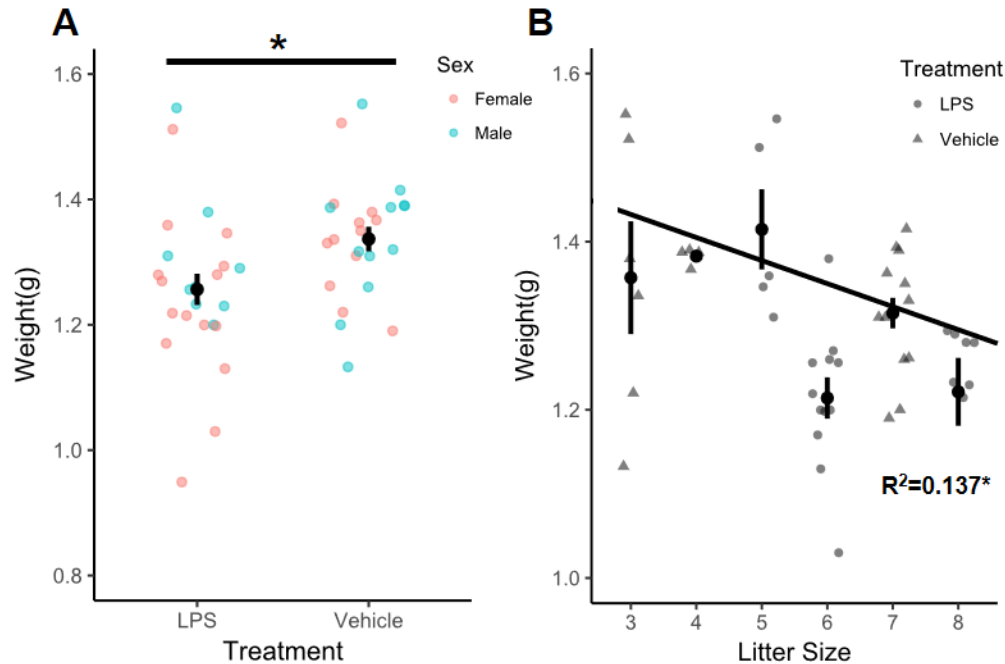 A
*
Sex
Female
Male
Weight(g)
1.6
1.4
1.2
1.0
0.8
LPS
Vehicle
Treatment
B
Treatment
LPS
Vehicle
Weight(g)
1.6
1.4
1.2
1.0
R²=0.137*
3 4 5 6 7 8
Litter Size